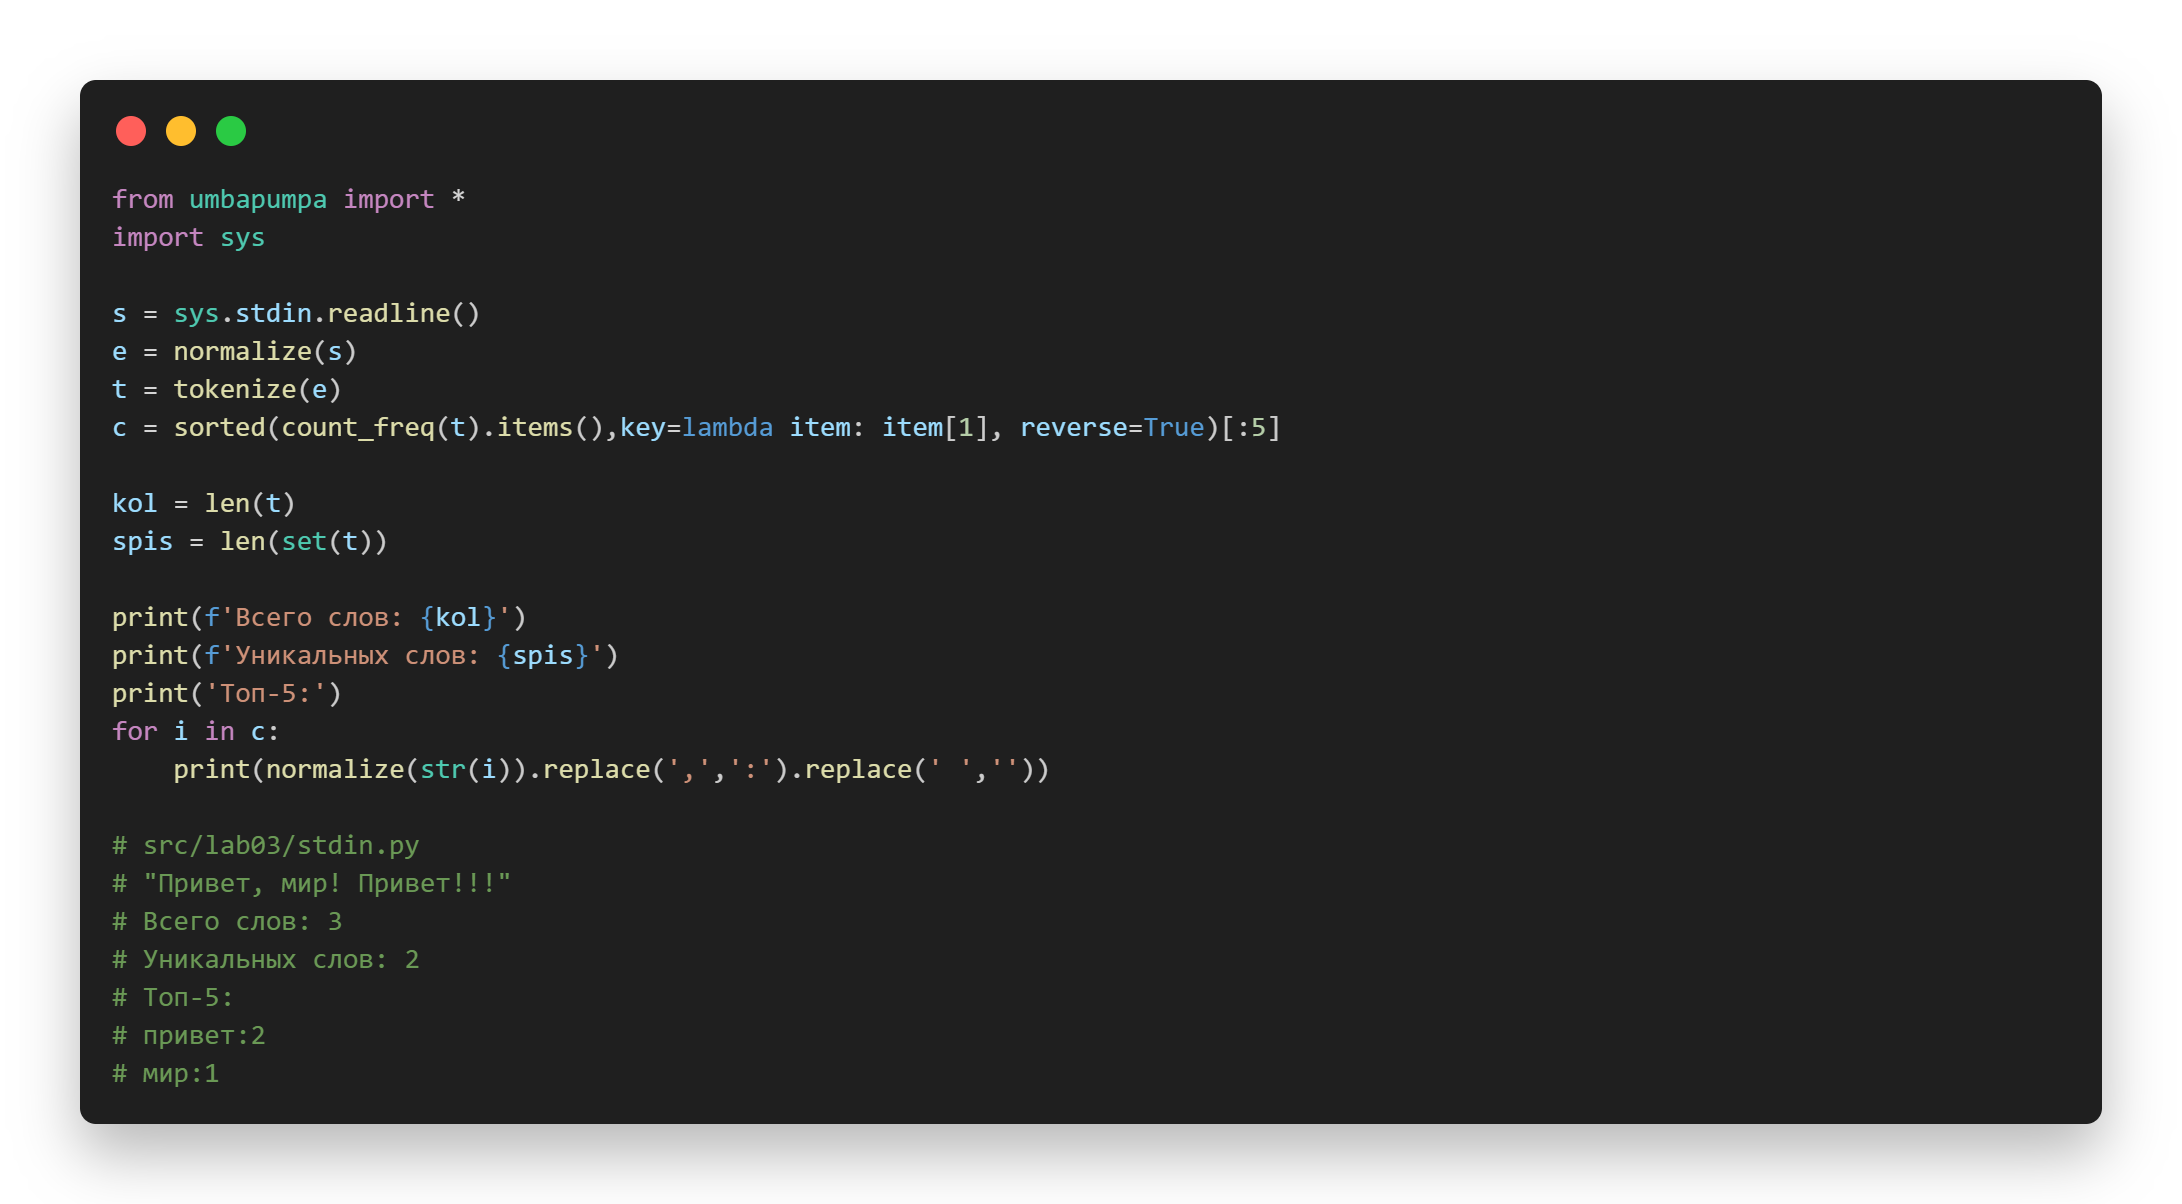 from umbapumpa import *
import sys
s = sys.stdin.readline()
e = normalize(s)
t = tokenize(e)
c = sorted(count_freq(t).items(),key=lambda item: item[1], reverse=True)[:5]
kol = len(t)
spis = len(set(t))
print(f'Всего слов: {kol}')
print(f'Уникальных слов: {spis}')
print('Топ-5:')
for i in c:
    print(normalize(str(i)).replace(',',':').replace(' ',''))
# src/lab03/stdin.py
# "Привет, мир! Привет!!!"
# Всего слов: 3
# Уникальных слов: 2
# Топ-5:
# привет:2
# мир:1